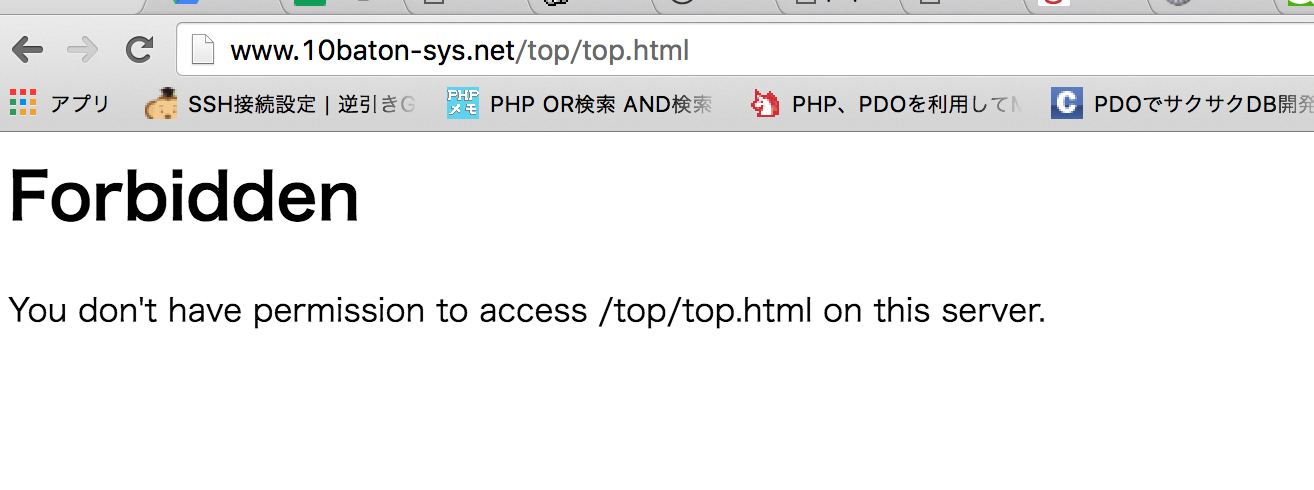 www.10baton-sys.net/top/top.html
アプリ SSH接続設定 | 逆引き PHP OR検索 AND検索 PHP、PDOを利用して PDOでサクサクDB開発
PHP
メモ
Forbidden
You don't have permission to access /top/top.html on this server.